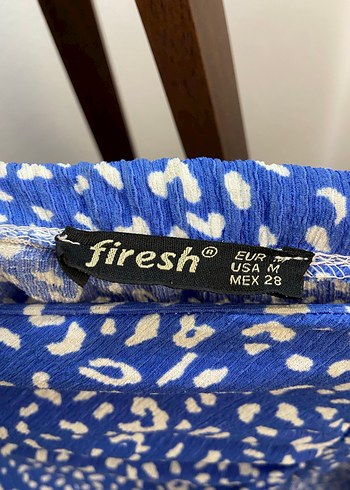 firesh®
EUR M
USA M
MEX 28